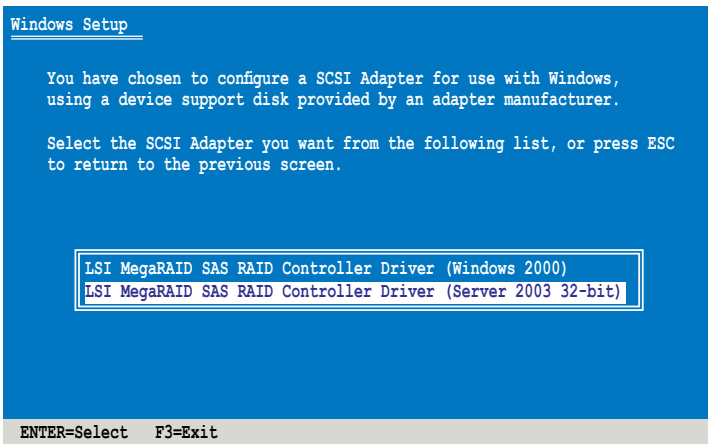 Windows Setup
You have chosen to configure a SCSI Adapter for use with Windows,
using a device support disk provided by an adapter manufacturer.
Select the SCSI Adapter you want from the following list, or press ESC
to return to the previous screen.
LSI MegaRAID SAS RAID Controller Driver (Windows 2000)
LSI MegaRAID SAS RAID Controller Driver (Server 2003 32-bit)
ENTER=Select F3=Exit